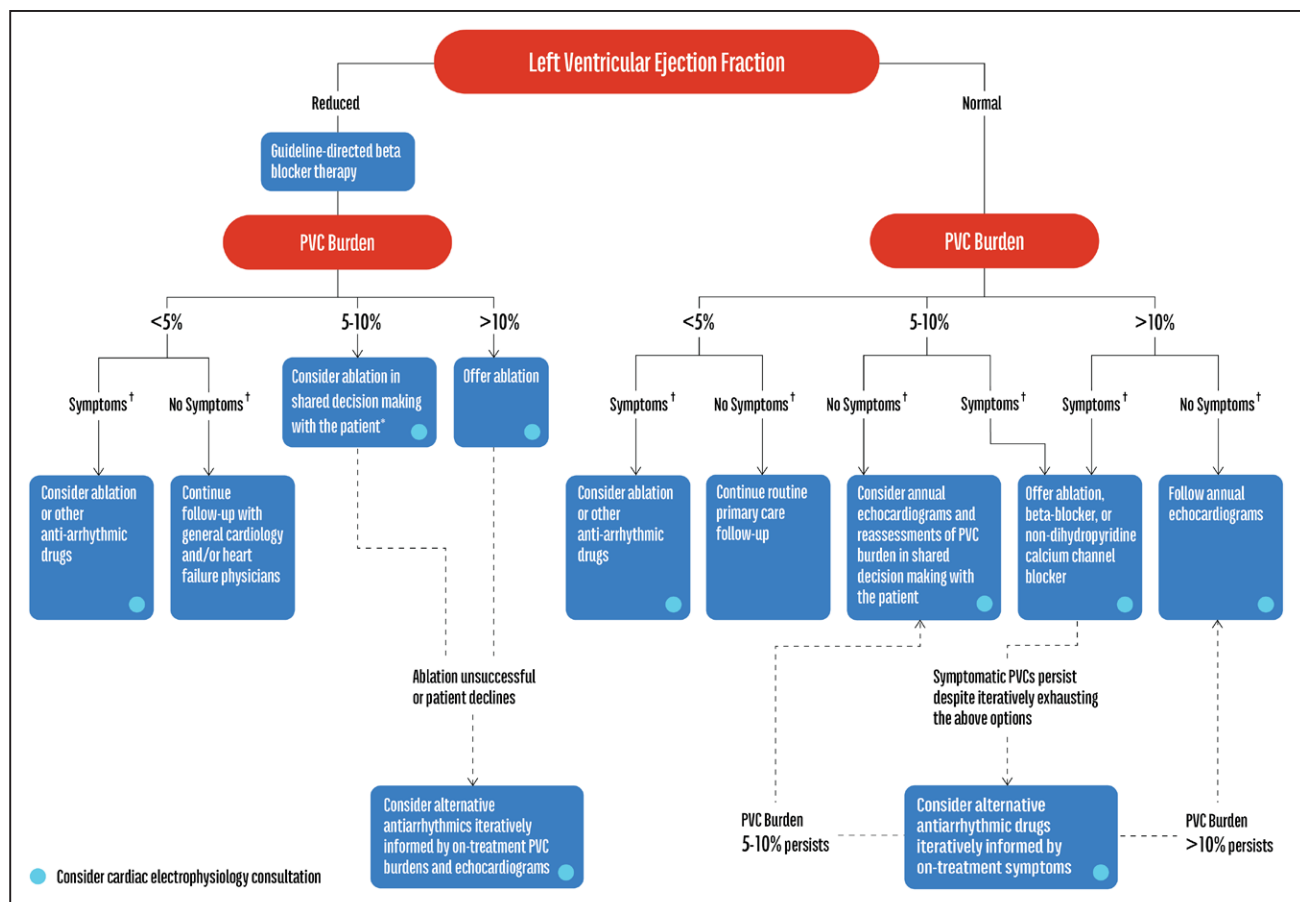 Left Ventricular Ejection Fraction
Reduced
Normal
Guideline-directed beta
blocker therapy
PVC Burden
PVC Burden
<5%
5-10%
>10%
<5%
5-10%
>10%
Consider ablation in
shared decision making
with the patient*
Offer ablation
Symptoms†
No Symptoms†
Symptoms†
No Symptoms†
No Symptoms†
Symptoms†
Symptoms†
No Symptoms†
Consider ablation
or other
anti-arrhythmic
drugs
Continue
follow-up with
general cardiology
and/or heart
failure physicians
Consider ablation
or other
anti-arrhythmic
drugs
Continue routine
primary care
follow-up
Consider annual
echocardiograms and
reassessments of PVC
burden in shared
decision making with
the patient
Offer ablation,
beta-blocker, or
non-dihydropyridine
calcium channel
blocker
Follow annual
echocardiograms
Ablation unsuccessful
or patient declines
Symptomatic PVCs persist
despite iteratively exhausting
the above options
Consider alternative
antiarrhythmics iteratively
informed by on-treatment PVC
burdens and echocardiograms
PVC Burden
5-10% persists
Consider alternative
antiarrhythmic drugs
iteratively informed by
on-treatment symptoms
PVC Burden
>10% persists
Consider cardiac electrophysiology consultation